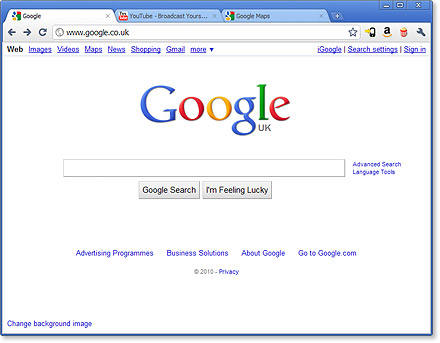 Google
YouTube - Broadcast Yours...
Google Maps
www.google.co.uk
Web Images Videos Maps News Shopping Gmail more ▼
iGoogle | Search settings | Sign in
Google
UK
Advanced Search
Language Tools
Google Search
I'm Feeling Lucky
Advertising Programmes
Business Solutions
About Google
Go to Google.com
© 2010 - Privacy
Change background image